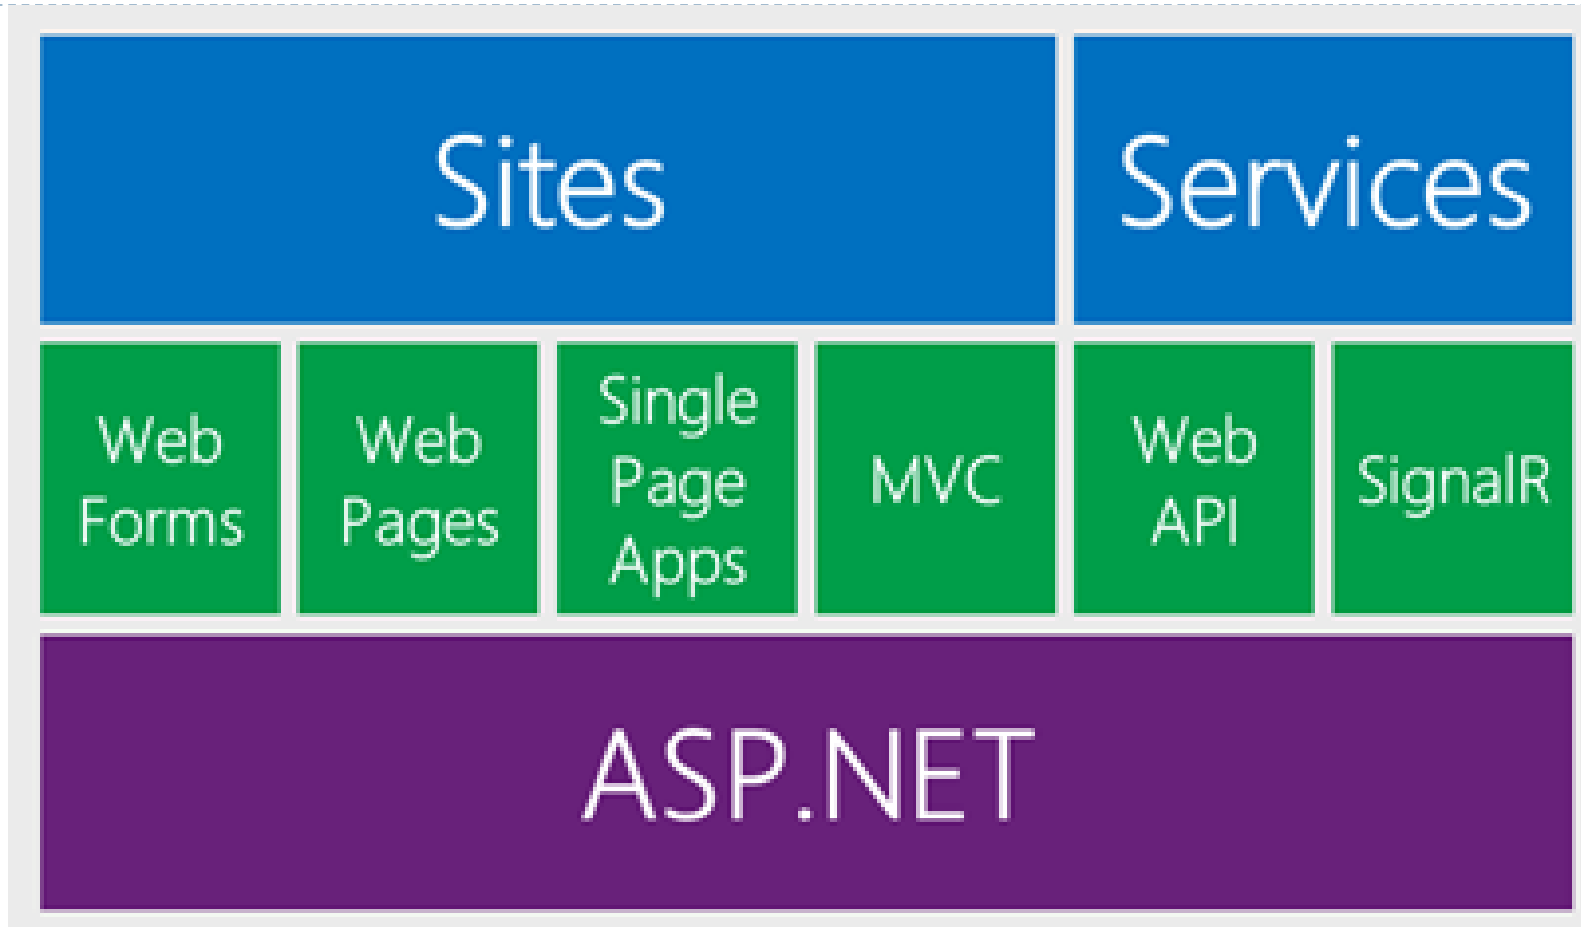 Sites
Services
Web
Forms
Web
Pages
Single
Page
Apps
MVC
Web
API
SignalR
ASP.NET